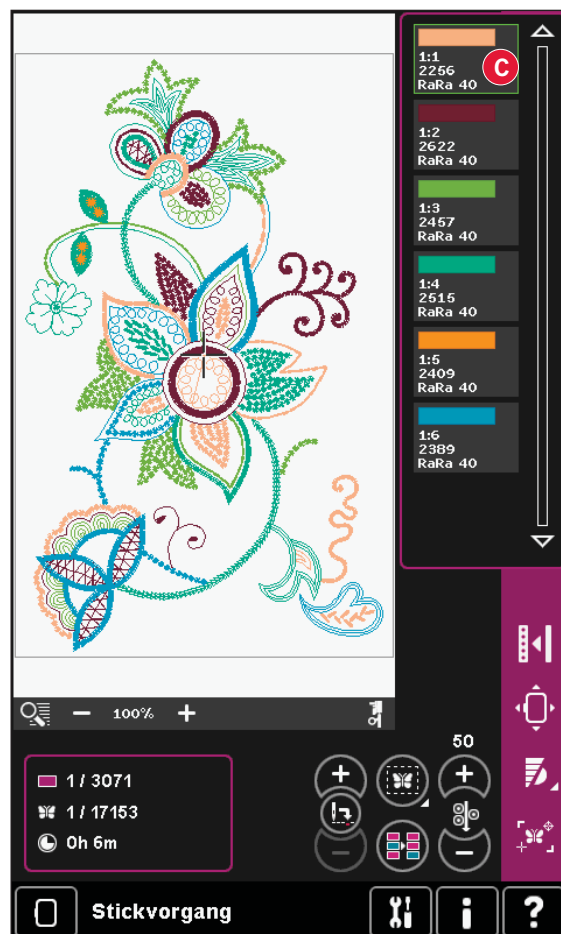 1:1
2256
RaRa 40
C
1:2
2622
RaRa 40
1:3
2457
RaRa 40
1:4
2515
RaRa 40
1:5
2409
RaRa 40
1:6
2389
RaRa 40
100%
50
1 / 3071
1 / 17153
0h 6m
Stickvorgang
i
?